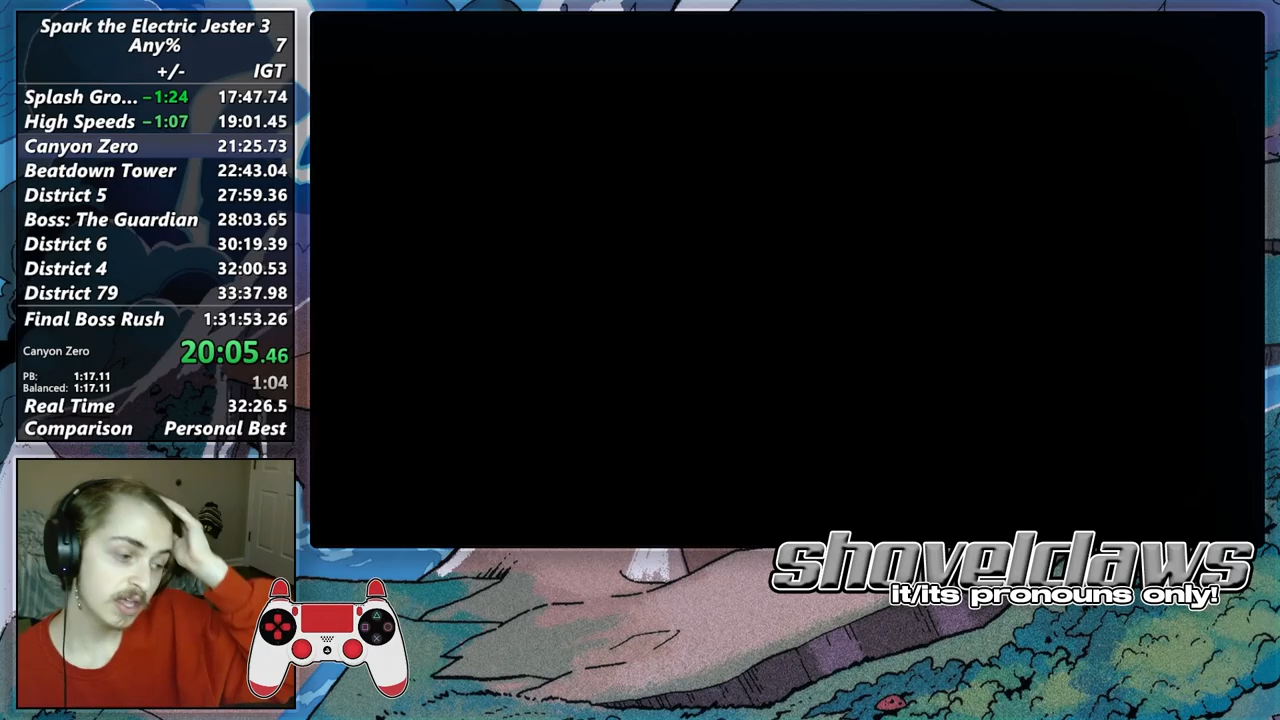 Spark the Electric Jester 3
Any% 7
+/- IGT
Splash Gro... −1:24 17:47.74
High Speeds −1:07 19:01.45
Canyon Zero 21:25.73
Beatdown Tower 22:43.04
District 5 27:59.36
Boss: The Guardian 28:03.65
District 6 30:19.39
District 4 32:00.53
District 79 33:37.98
Final Boss Rush 1:31:53.26
Canyon Zero 20:05.46
PB: 1:17.11
Balanced: 1:17.11 1:04
Real Time 32:26.5
Comparison Personal Best
shovelclaws
it/its pronouns only!